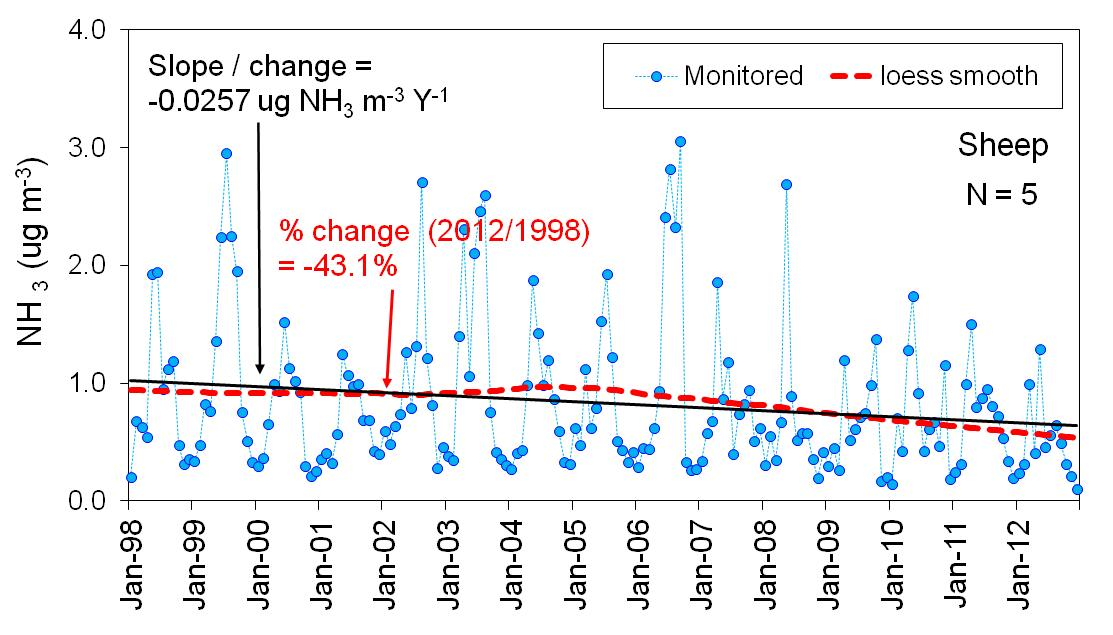 4.0
3.0
2.0
1.0
0.0
NH 3 (ug m-3)
Slope / change =
-0.0257 ug NH3 m-3 Y-1
% change (2012/1998)
= -43.1%
Monitored
loess smooth
Sheep
N = 5
Jan-98
Jan-99
Jan-00
Jan-01
Jan-02
Jan-03
Jan-04
Jan-05
Jan-06
Jan-07
Jan-08
Jan-09
Jan-10
Jan-11
Jan-12